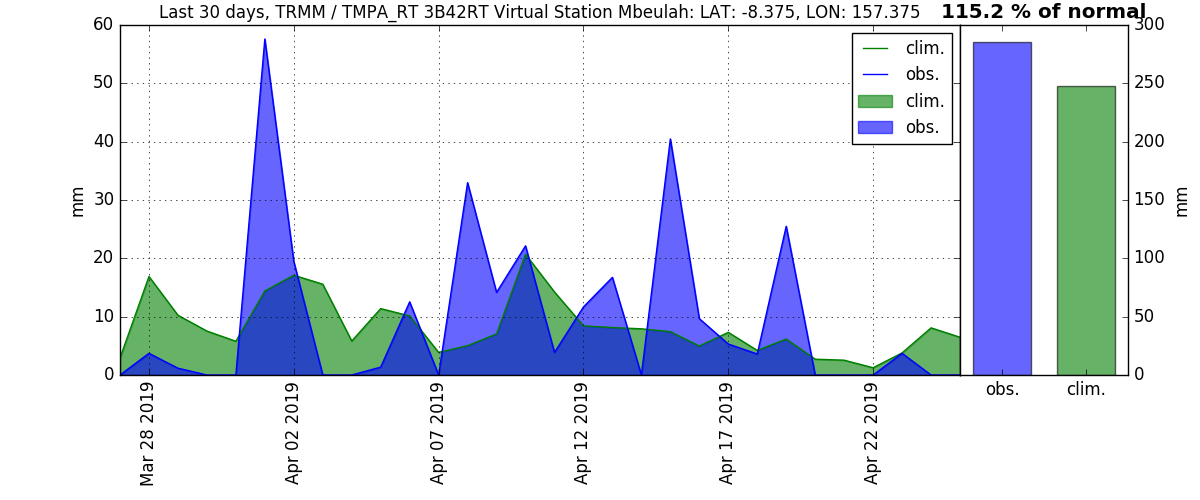 Last 30 days, TRMM / TMPA_RT 3B42RT Virtual Station Mbeulah: LAT: -8.375, LON: 157.375
115.2 % of normal
clim.
obs.
clim.
obs.
mm
60
50
40
30
20
10
0
Mar 28 2019
Apr 02 2019
Apr 07 2019
Apr 12 2019
Apr 17 2019
Apr 22 2019
300
250
200
150
100
50
0
mm
obs.
clim.